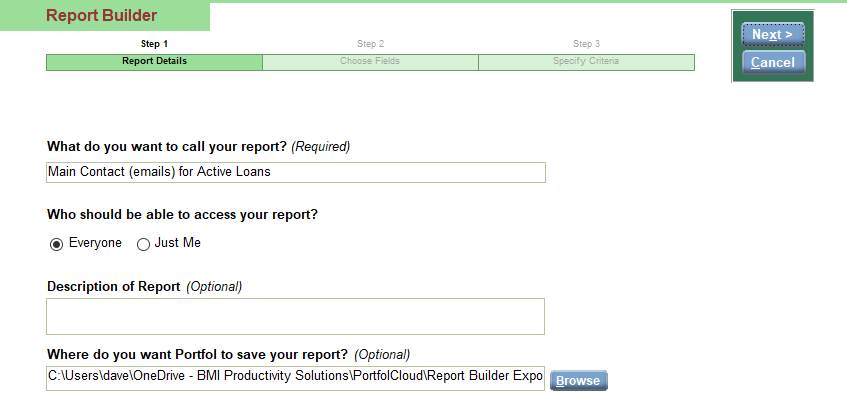 Report Builder
Step 1 Step 2 Step 3
Report Details Choose Fields Specify Criteria
Next >
Cancel
What do you want to call your report? (Required)
Main Contact (emails) for Active Loans
Who should be able to access your report?
Everyone Just Me
Description of Report (Optional)
Where do you want Portfol to save your report? (Optional)
C:\Users\dave\OneDrive - BMI Productivity Solutions\PortfolCloud\Report Builder Expo Browse